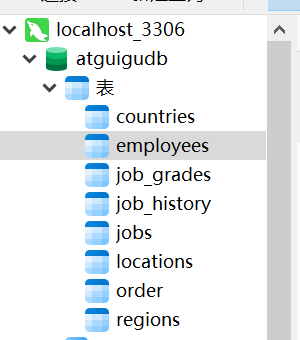 localhost_3306
atguigudb
表
countries
employees
job_grades
job_history
jobs
locations
order
regions